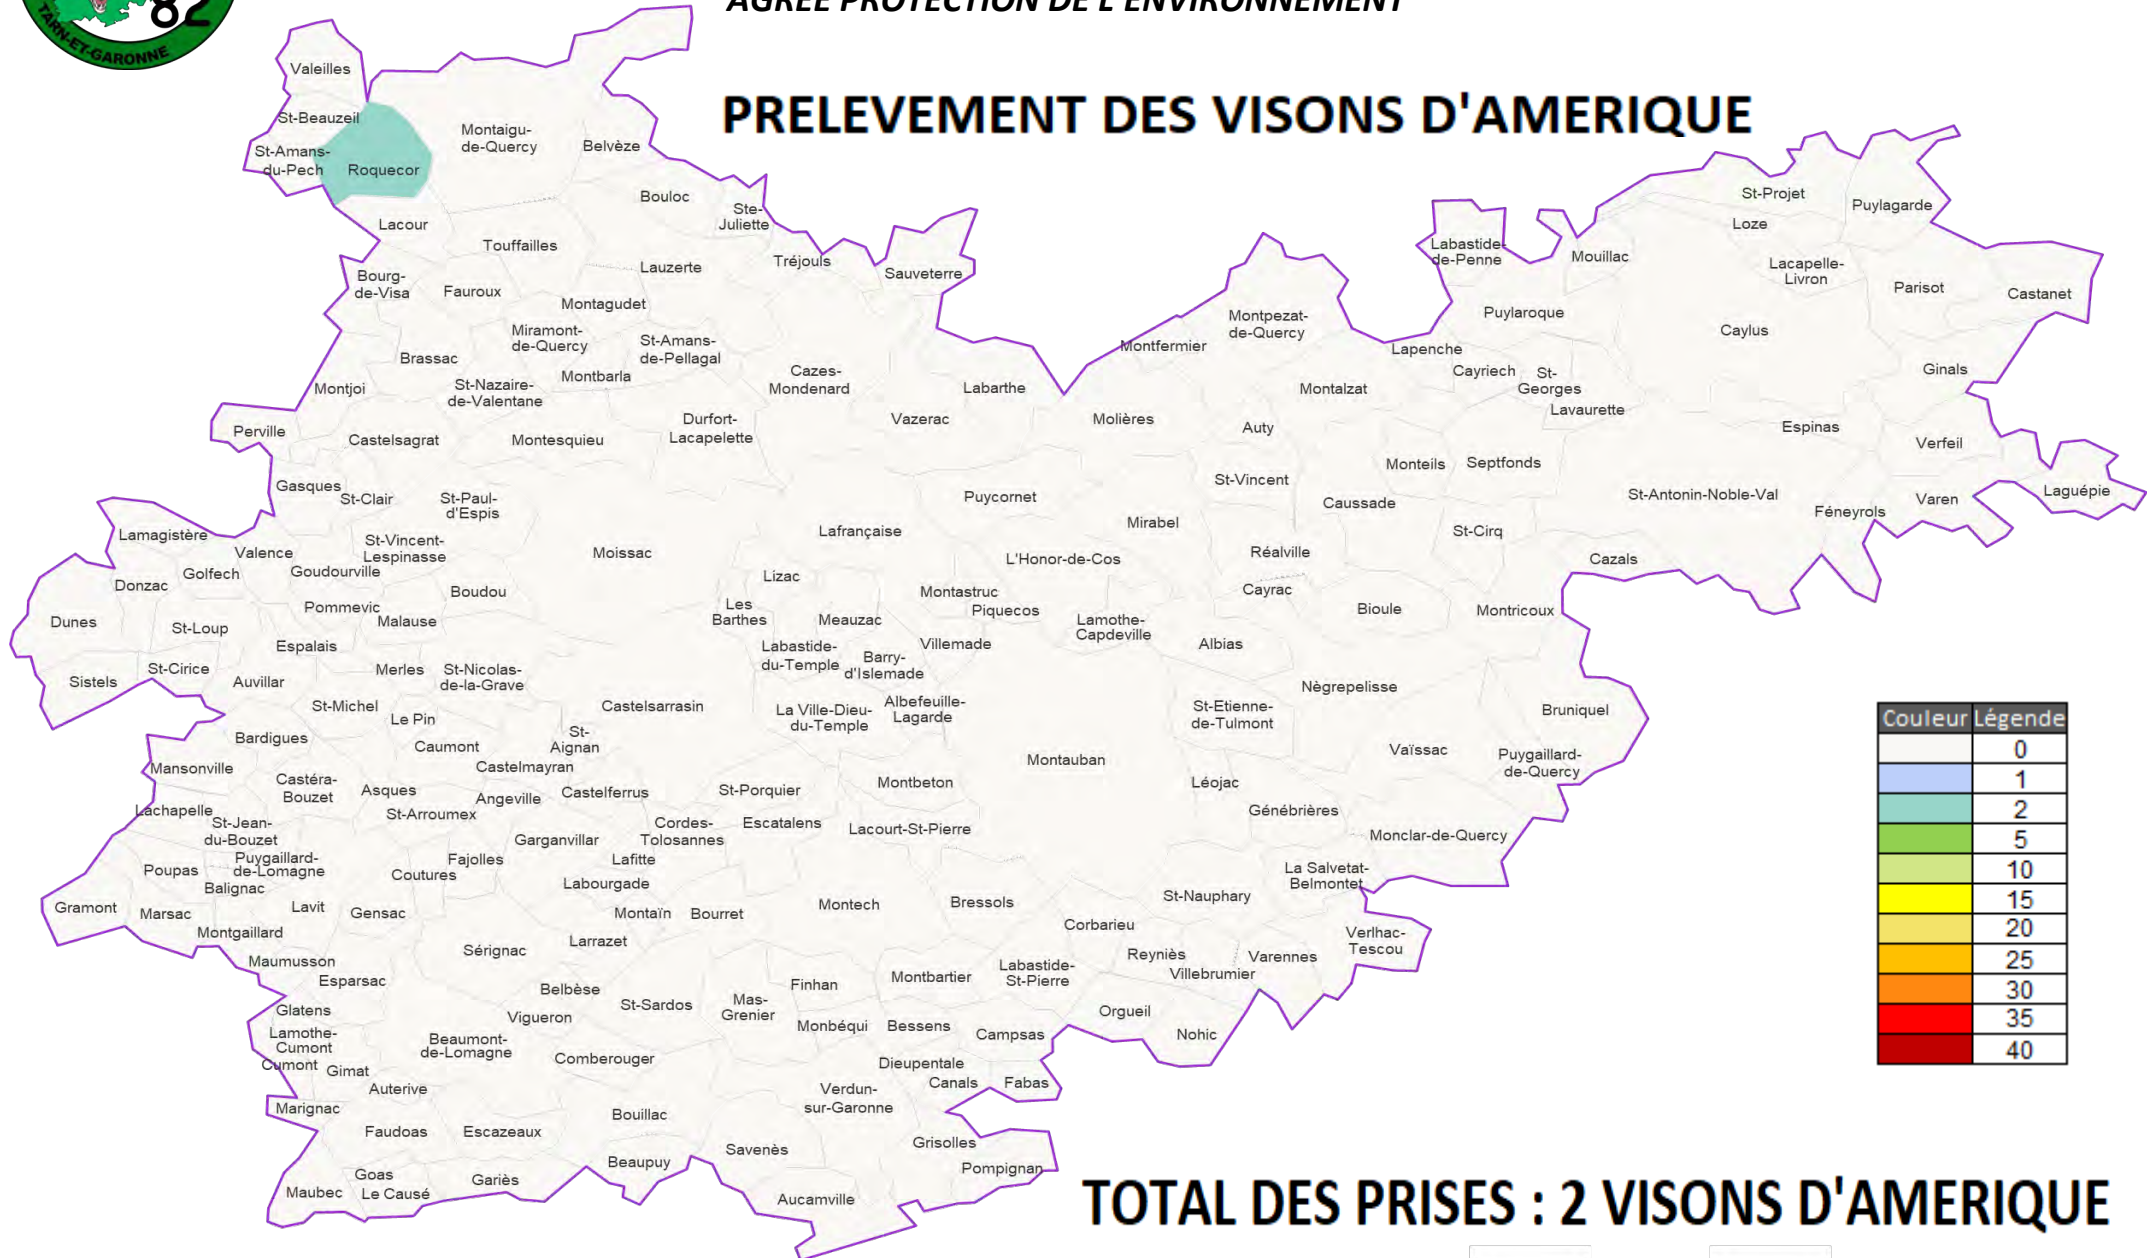 AGREE PROTECTION DE L'ENVIRONNEMENT
82
TARN-ET-GARONNE
PRELEVEMENT DES VISONS D'AMERIQUE
Valeilles
St-Beauzeil
St-Amans-
du-Pech
Roquecor
Montaigu-
de-Quercy
Belvèze
Bouloc
Ste-
Juliette
Lacour
Touffailles
Lauzerte
Tréjouls
Sauveterre
Bourg-
de-Visa
Fauroux
Montagudet
Miramont-
de-Quercy
St-Amans-
de-Pellagal
Brassac
Montbarla
Montjoi
St-Nazaire-
de-Valentane
Cazes-
Mondenard
Labarthe
Montfermier
Montpezat-
de-Quercy
Labastide-
de-Penne
Mouillac
St-Projet
Loze
Puylagarde
Lacapelle-
Livron
Parisot
Castanet
Puylaroque
Caylus
Lapenche
Cayriech
St-
Georges
Ginals
Montalzat
Lavaurette
Perville
Castelsagrat
Montesquieu
Durfort-
Lacapelette
Vazerac
Molières
Auty
Espinas
Verfeil
Monteils
Septfonds
Gasques
St-Clair
St-Paul-
d'Espis
Puycornet
St-Vincent
Caussade
St-Antonin-Noble-Val
Féneyrols
Varen
Laguépie
Lamagistère
Valence
St-Vincent-
Lespinasse
Moissac
Lafrançaise
Mirabel
St-Cirq
Golfech
Goudourville
L'Honor-de-Cos
Réalville
Cazals
Donzac
Boudou
Lizac
Montastruc
Cayrac
Dunes
St-Loup
Pommevic
Malause
Les
Barthes
Meauzac
Piquecos
Lamothe-
Capdeville
Bioule
Montricoux
Espalais
Labastide-
du-Temple
Barry-
d'Islemade
Villemade
Albias
Sistels
St-Cirice
Auvillar
Merles
St-Nicolas-
de-la-Grave
Nègrepelisse
St-Michel
Le Pin
Castelsarrasin
La Ville-Dieu-
du-Temple
Albefeuille-
Lagarde
St-Etienne-
de-Tulmont
Bruniquel
Bardigues
Caumont
St-
Aignan
Vaïssac
Puygaillard-
de-Quercy
Mansonville
Castelmayran
Montauban
Castéra-
Bouzet
Asques
Angeville
Castelferrus
St-Porquier
Montbeton
Léojac
Lachapelle
St-Arroumex
Génébrières
St-Jean-
du-Bouzet
Garganvillar
Cordes-
Tolosannes
Escatalens
Lacourt-St-Pierre
Monclar-de-Quercy
Poupas
Puygaillard-
de-Lomagne
Fajolles
Lafitte
La Salvetat-
Belmontet
Balignac
Coutures
Labourgade
Gramont
Marsac
Lavit
Gensac
Montaïn
Bourret
Montech
Bressols
St-Nauphary
Montgaillard
Larrazet
Corbarieu
Verlhac-
Tescou
Maumusson
Sérignac
Reyniès
Varennes
Esparsac
Belbèse
Finhan
Montbartier
Labastide-
St-Pierre
Villebrumier
Glatens
Vigueron
St-Sardos
Mas-
Grenier
Orgueil
Lamothe-
Cumont
Beaumont-
de-Lomagne
Monbéqui
Bessens
Campsas
Nohic
Cumont
Gimat
Comberouger
Dieupentale
Auterive
Verdun-
sur-Garonne
Canals
Fabas
Marignac
Bouillac
Faudoas
Escazeaux
Savenès
Grisolles
Goas
Gariès
Beaupuy
Pompignan
Maubec
Le Causé
Aucamville
Couleur Légende
0
1
2
5
10
15
20
25
30
35
40
TOTAL DES PRISES : 2 VISONS D'AMERIQUE